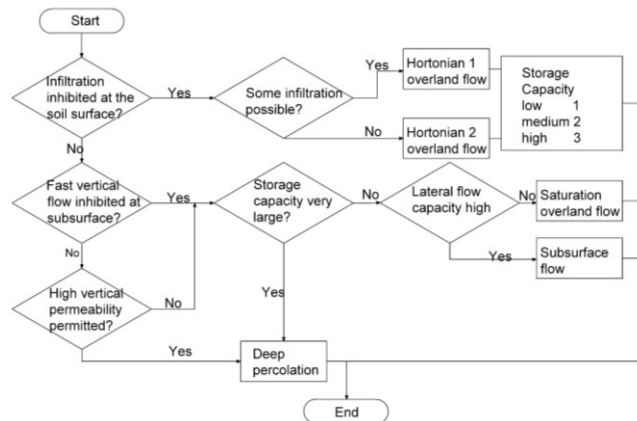 Start
Infiltration
inhibited at the
soil surface?
Yes
Some infiltration
possible?
Yes
Hortonian 1
overland flow
No
Hortonian 2
overland flow
Storage
Capacity
low 1
medium 2
high 3
No
Fast vertical
flow inhibited at
subsurface?
Yes
Storage
capacity very
large?
No
Lateral flow
capacity high
No
Saturation
overland flow
Yes
Subsurface
flow
No
High vertical
permeability
permitted?
No
Yes
Yes
Deep
percolation
End